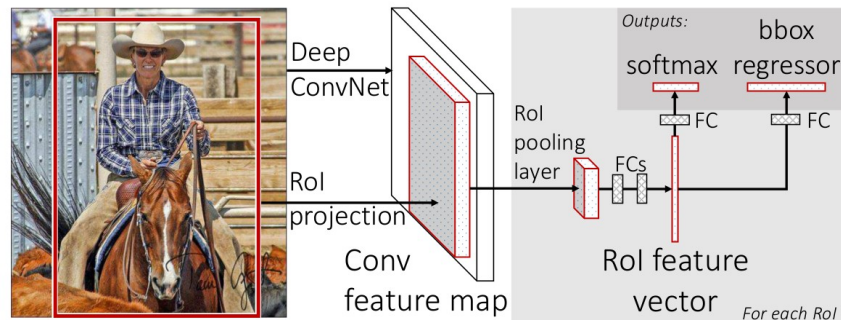 Deep
ConvNet
RoI
projection
Conv
feature map
RoI
pooling
layer
FCs
RoI feature
vector
For each RoI
Outputs:
softmax
bbox
regressor
FC
FC